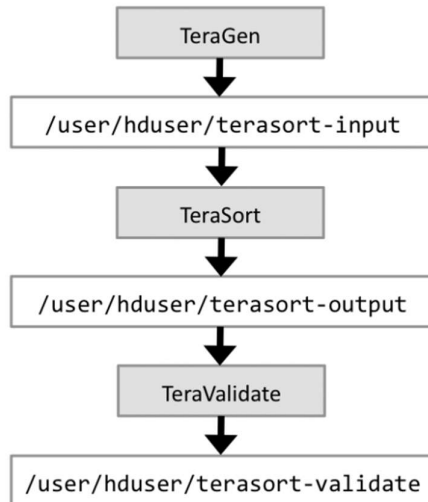 TeraGen
/user/hduser/terasort-input
TeraSort
/user/hduser/terasort-output
TeraValidate
/user/hduser/terasort-validate